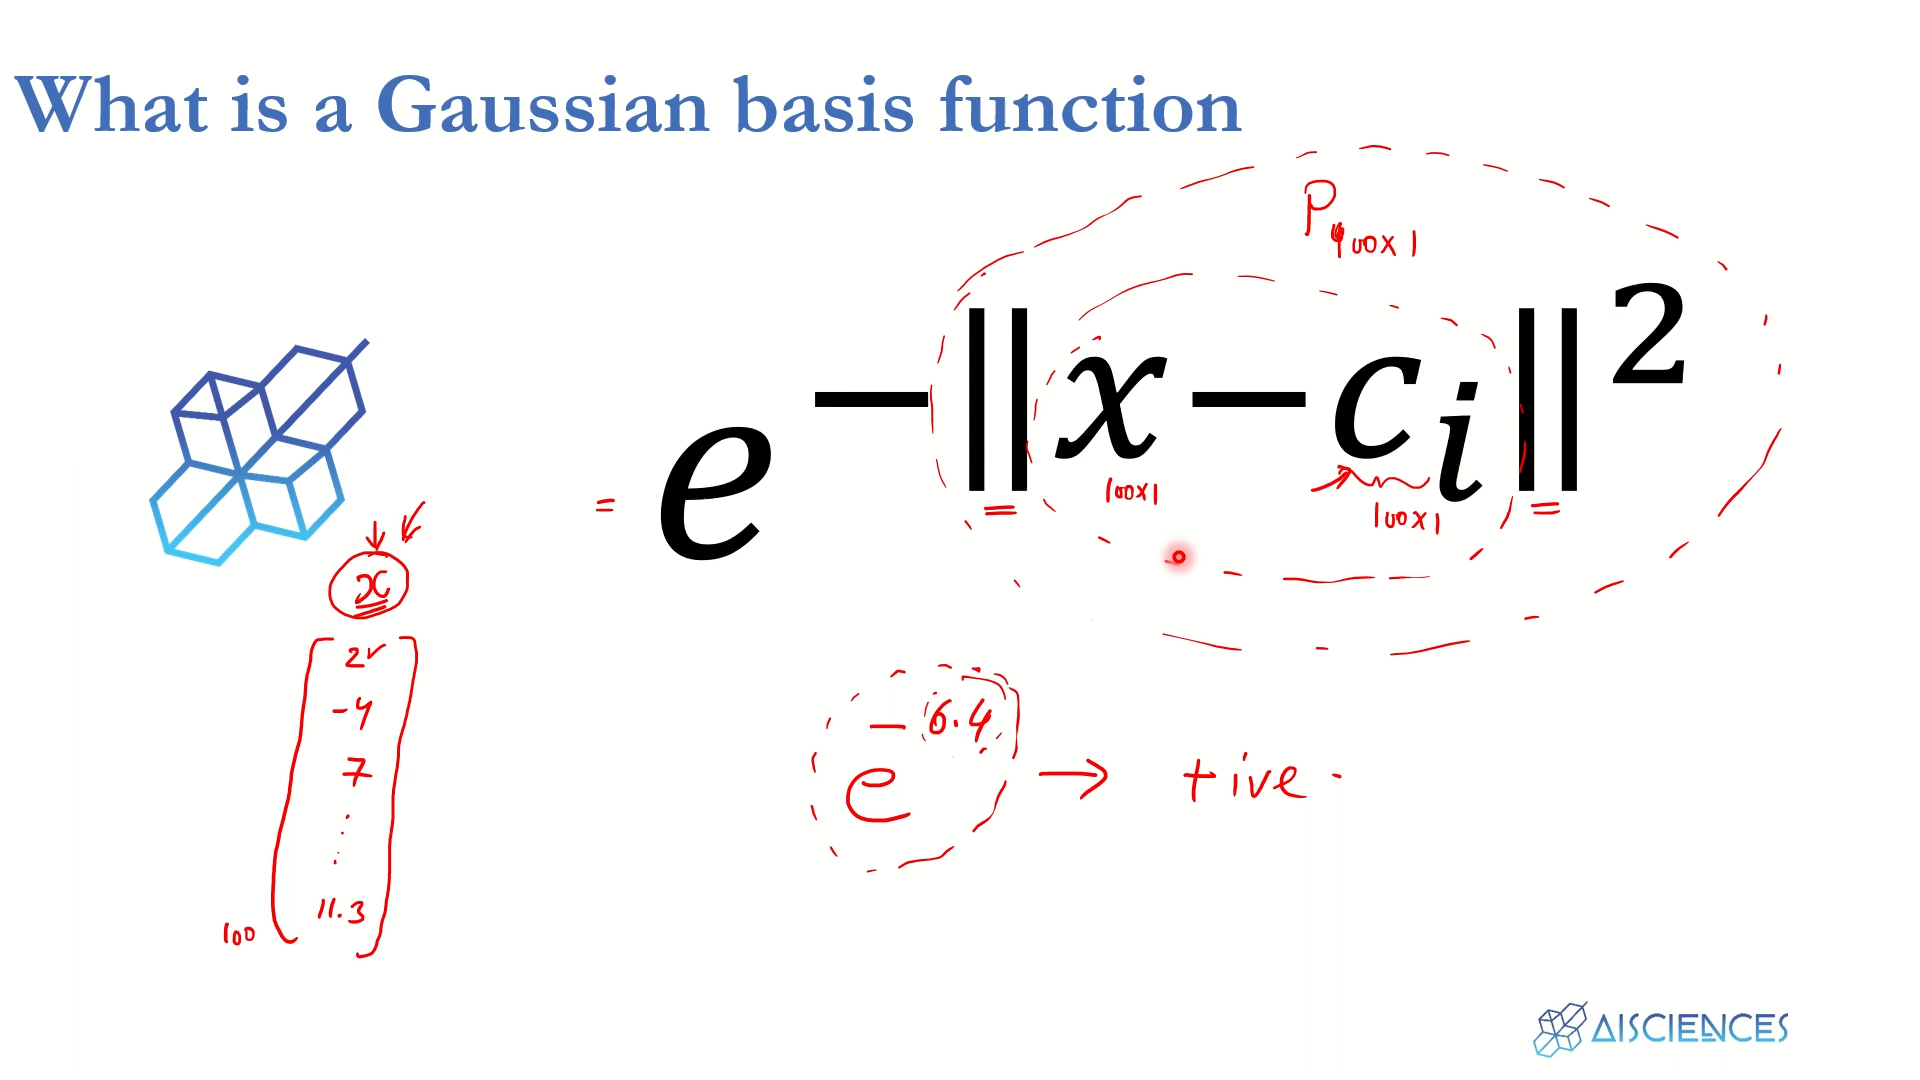 What is a Gaussian basis function
P 100x1
= e^−‖x−cᵢ‖²
100x1
100x1
x
2
-4
7
11.3
100
e^-6.4 → +ive
AISCIENCES